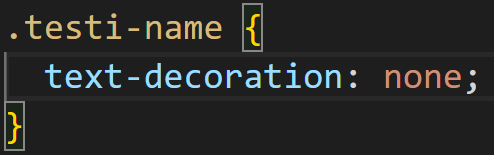 .testi-name {
  text-decoration: none;
}